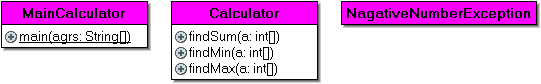 MainCalculator
main(agrs: String[])
Calculator
findSum(a: int[])
findMin(a: int[])
findMax(a: int[])
NagativeNumberException